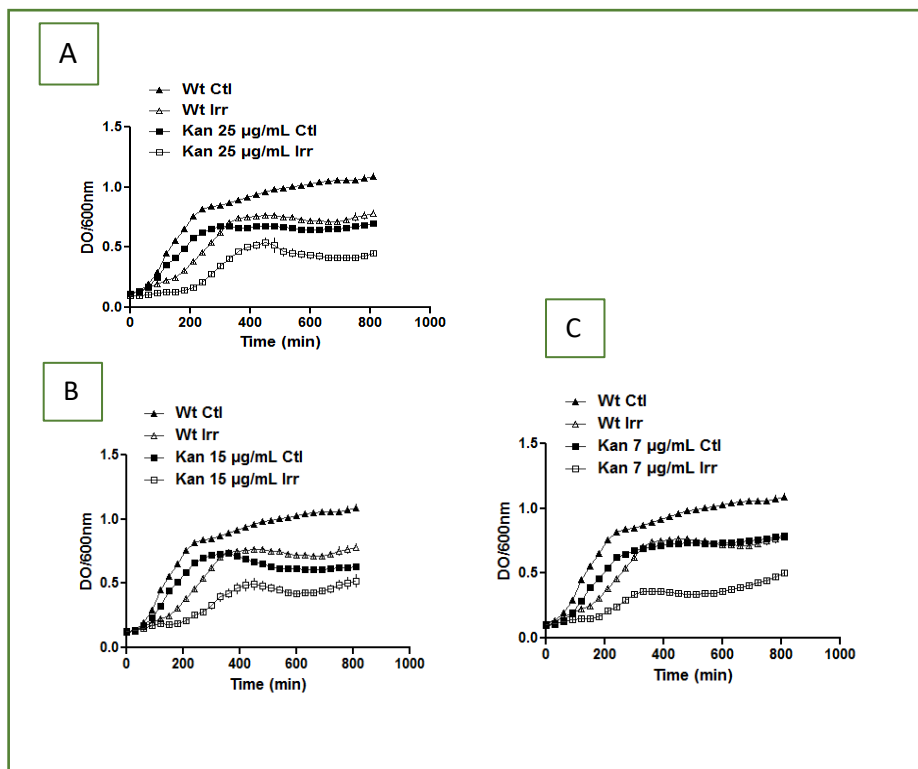 A
Wt Ctl
Wt Irr
Kan 25 µg/mL Ctl
Kan 25 µg/mL Irr
1.5
1.0
0.5
0.0
DO/600nm
0 200 400 600 800 1000
Time (min)
B
Wt Ctl
Wt Irr
Kan 15 µg/mL Ctl
Kan 15 µg/mL Irr
1.5
1.0
0.5
0.0
DO/600nm
0 200 400 600 800 1000
Time (min)
C
Wt Ctl
Wt Irr
Kan 7 µg/mL Ctl
Kan 7 µg/mL Irr
1.5
1.0
0.5
0.0
DO/600nm
0 200 400 600 800 1000
Time (min)